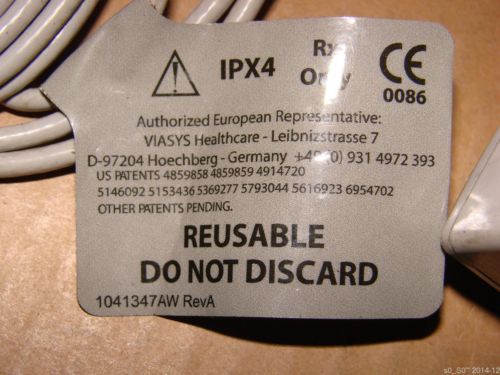 IPX4 Rx Only CE 0086
Authorized European Representative:
VIASYS Healthcare - Leibnizstrasse 7
D-97204 Hoechberg - Germany +49(0) 931 4972 393
US PATENTS 4859858 4859859 4914720
5146092 5153436 5369277 5793044 5616923 6954702
OTHER PATENTS PENDING.
REUSABLE
DO NOT DISCARD
1041347AW RevA